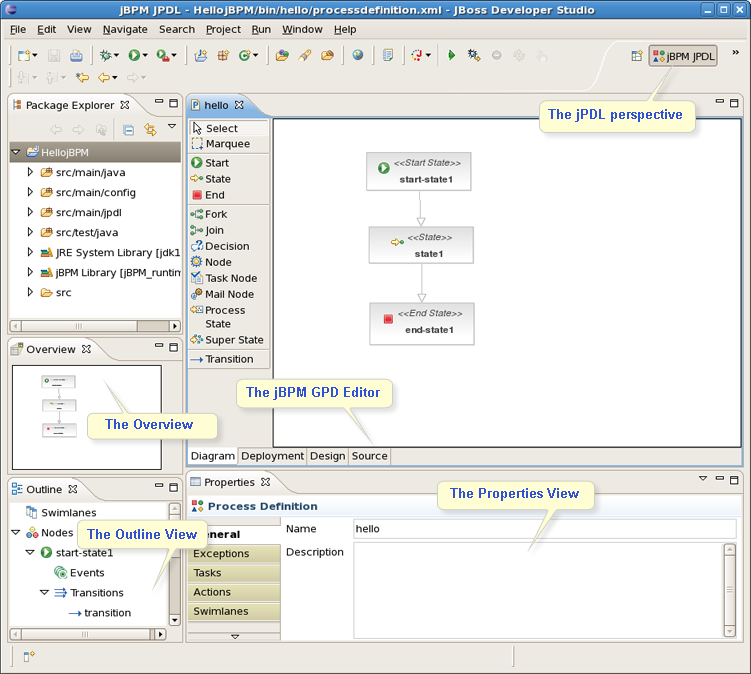 jBPM JPDL - HellojBPM/bin/hello/processdefinition.xml - JBoss Developer Studio
File Edit View Navigate Search Project Run Window Help
jBPM JPDL
»
The jPDL perspective
Package Explorer
HellojBPM
src/main/java
src/main/config
src/main/jpdl
src/test/java
JRE System Library [jdk1
jBPM Library [jBPM_runtim
src
hello
Select
Marquee
Start
State
End
Fork
Join
Decision
Node
Task Node
Mail Node
Process
State
Super State
Transition
<<Start State>>
start-state1
<<State>>
state1
<<End State>>
end-state1
The jBPM GPD Editor
Diagram Deployment Design Source
Overview
The Overview
Outline
Swimlanes
Nodes
The Outline View
start-state1
Events
Transitions
transition
Properties
The Properties View
Process Definition
eneral
Exceptions
Tasks
Actions
Swimlanes
Name
hello
Description